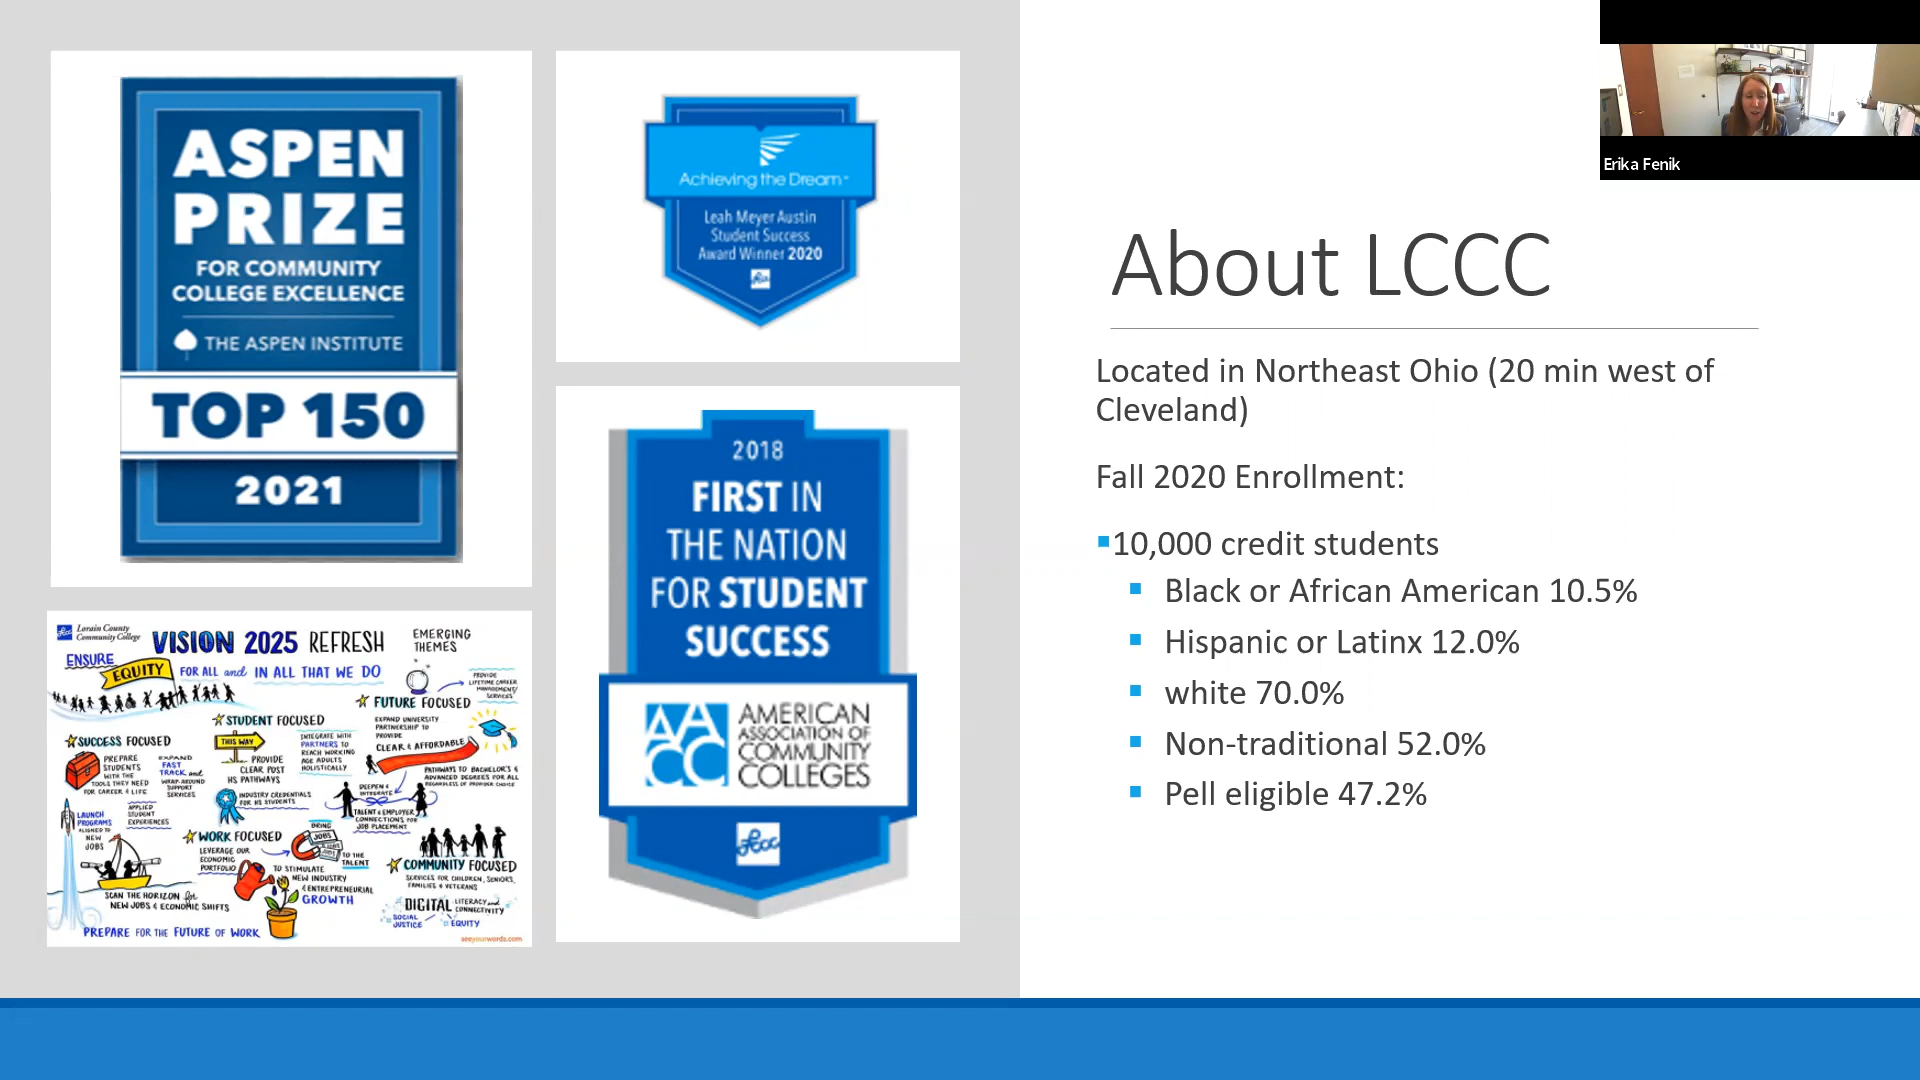 ASPEN
PRIZE
FOR COMMUNITY
COLLEGE EXCELLENCE
THE ASPEN INSTITUTE
TOP 150
2021
Achieving the Dream
Leah Meyer Austin
Student Success
Award Winner 2020
lccc
2018
FIRST IN
THE NATION
FOR STUDENT
SUCCESS
AACC
AMERICAN
ASSOCIATION OF
COMMUNITY
COLLEGES
lccc
Lorain County
Community College
VISION 2025 REFRESH
EMERGING
THEMES
ENSURE
EQUITY
FOR ALL and IN ALL THAT WE DO
PROVIDE
LIFETIME CAREER
MANAGEMENT
SERVICES
FUTURE FOCUSED
EXPAND UNIVERSITY
PARTNERSHIP TO
PROVIDE
CLEAR & AFFORDABLE
PATHWAYS TO BACHELOR'S &
ADVANCED DEGREES FOR ALL
REGARDLESS OF PROVIDER CHOICE
STUDENT FOCUSED
THIS WAY
PROVIDE
CLEAR POST
HS PATHWAYS
INTEGRATE WITH
PARTNERS TO
REACH WORKING
AGE ADULTS
HOLISTICALLY
INDUSTRY CREDENTIALS
FOR HS STUDENTS
SUCCESS FOCUSED
PREPARE
STUDENTS
WITH THE
TOOLS THEY NEED
FOR CAREER & LIFE
EXPAND
FAST
TRACK and
WRAP-AROUND
SUPPORT
SERVICES
LAUNCH
PROGRAMS
ALIGNED TO
NEW
JOBS
APPLIED
STUDENT
EXPERIENCES
DEEPEN &
INTEGRATE
TALENT & EMPLOYER
CONNECTIONS FOR
JOB PLACEMENT
WORK FOCUSED
LEVERAGE OUR
ECONOMIC
PORTFOLIO
BRING
JOBS
TO THE
TALENT
TO STIMULATE
NEW INDUSTRY
& ENTREPRENEURIAL
GROWTH
SCAN THE HORIZON for
NEW JOBS & ECONOMIC SHIFTS
PREPARE FOR THE FUTURE OF WORK
COMMUNITY FOCUSED
SERVICES FOR CHILDREN, SENIORS,
FAMILIES & VETERANS
DIGITAL LITERACY and
CONNECTIVITY
SOCIAL
JUSTICE
EQUITY
seeyourwords.com
Erika Fenik
About LCCC
Located in Northeast Ohio (20 min west of
Cleveland)
Fall 2020 Enrollment:
▪10,000 credit students
▪ Black or African American 10.5%
▪ Hispanic or Latinx 12.0%
▪ white 70.0%
▪ Non-traditional 52.0%
▪ Pell eligible 47.2%